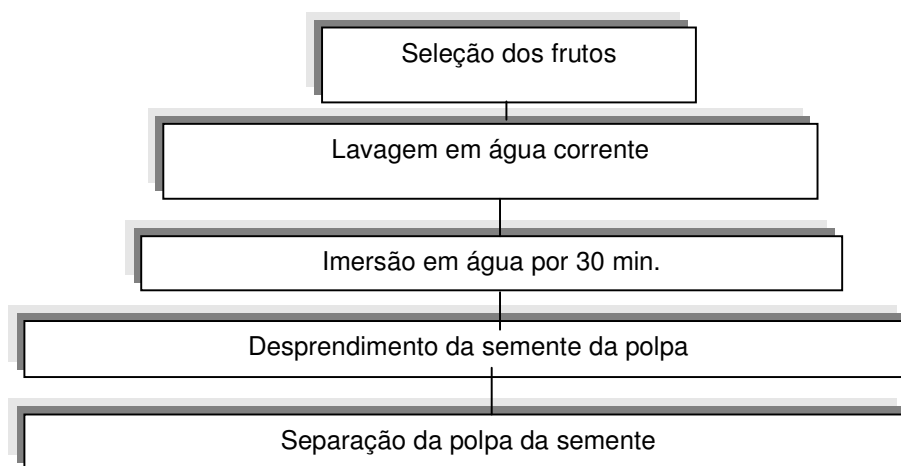 Seleção dos frutos
Lavagem em água corrente
Imersão em água por 30 min.
Desprendimento da semente da polpa
Separação da polpa da semente